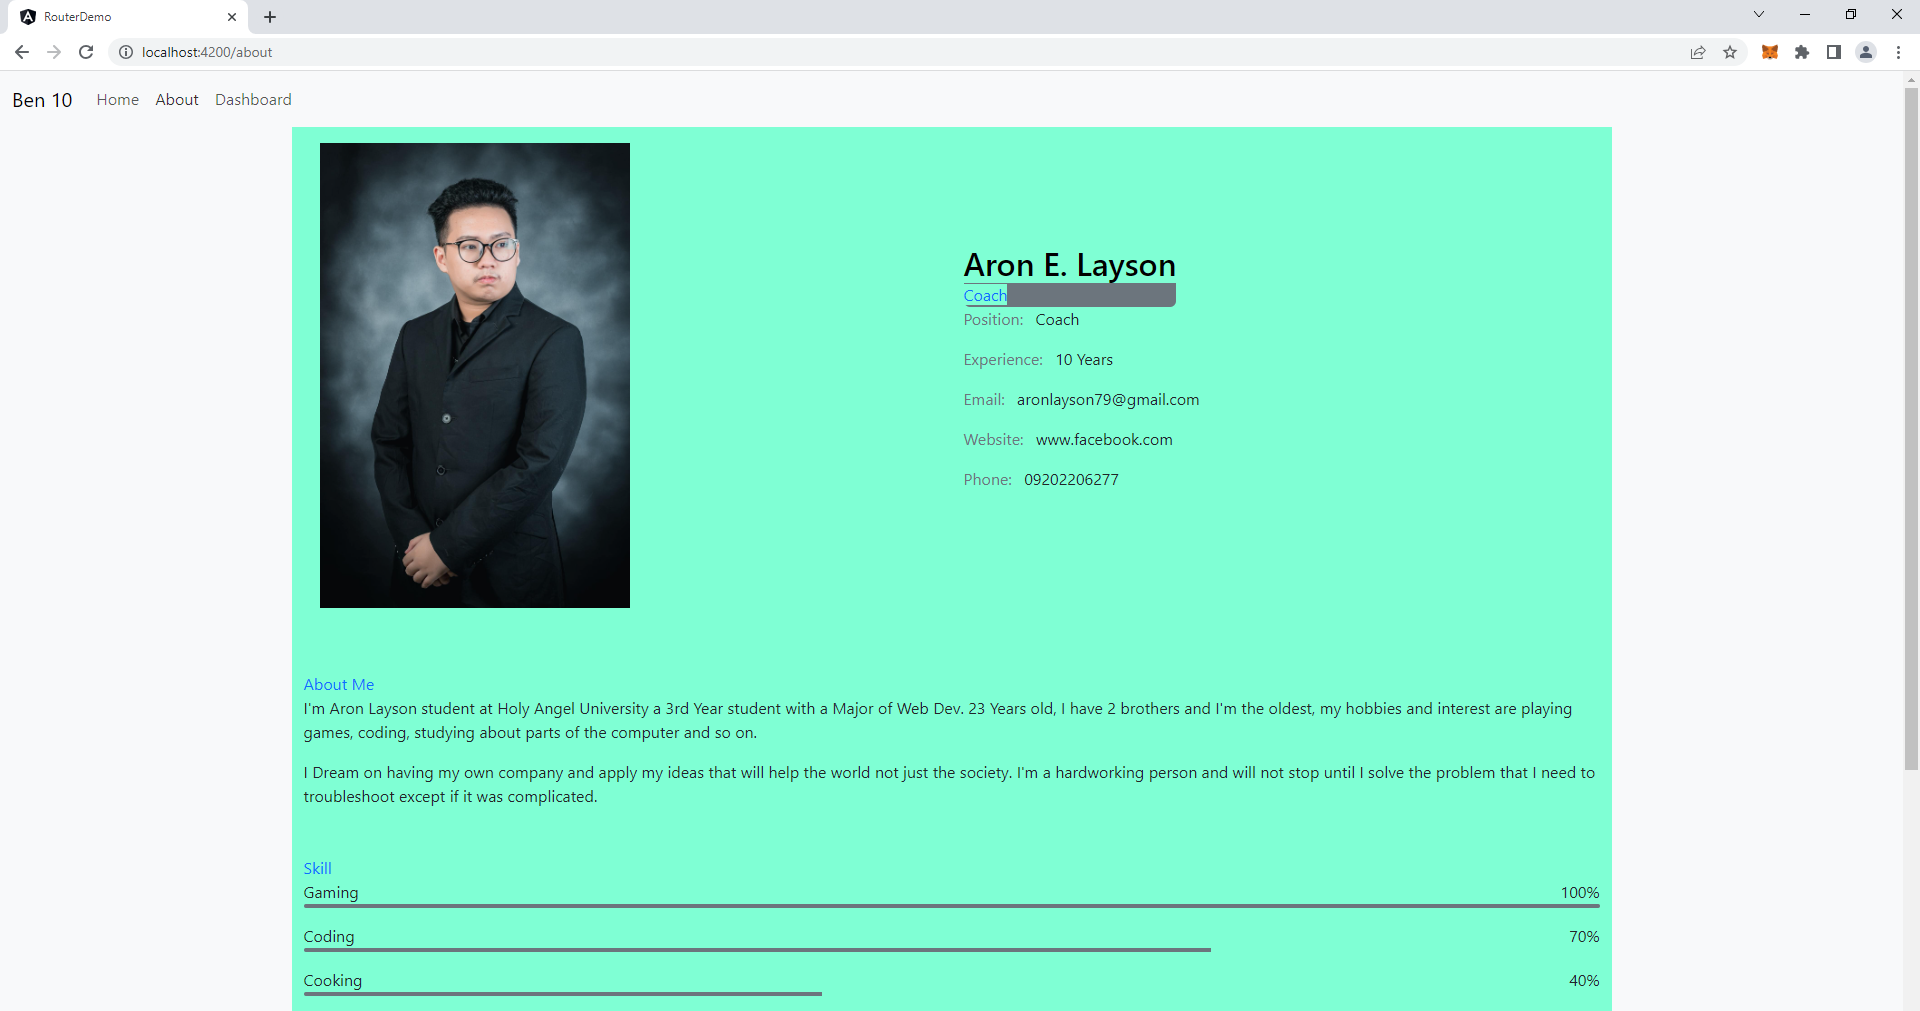 RouterDemo
localhost:4200/about
Ben 10 Home About Dashboard
Aron E. Layson
Coach
Position: Coach
Experience: 10 Years
Email: aronlayson79@gmail.com
Website: www.facebook.com
Phone: 09202206277
About Me
I'm Aron Layson student at Holy Angel University a 3rd Year student with a Major of Web Dev. 23 Years old, I have 2 brothers and I'm the oldest, my hobbies and interest are playing
games, coding, studying about parts of the computer and so on.
I Dream on having my own company and apply my ideas that will help the world not just the society. I'm a hardworking person and will not stop until I solve the problem that I need to
troubleshoot except if it was complicated.
Skill
Gaming 100%
Coding 70%
Cooking 40%